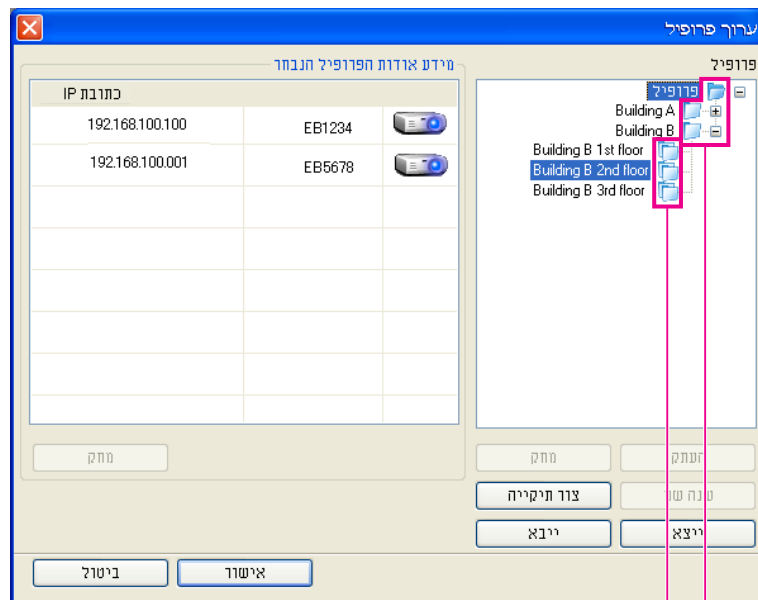 ערוך פרופיל
פרופיל
פרופיל
Building A
Building B
Building B 1st floor
Building B 2nd floor
Building B 3rd floor
מידע אודות הפרופיל הנבחר
כתובת IP
EB1234 192.168.100.100
EB5678 192.168.100.001
העתק מחק
שנה שם צור תיקייה
ייצא ייבא
מחק
אישור ביטול